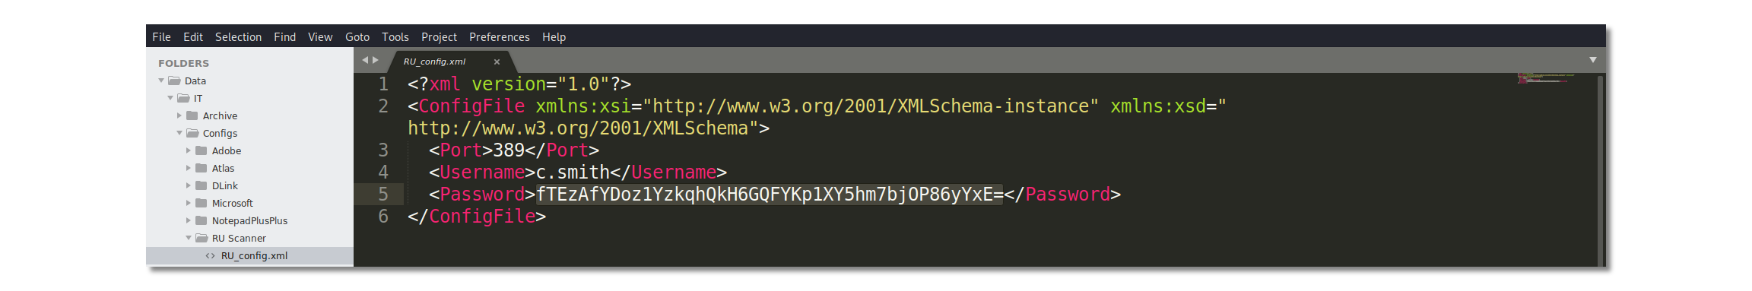 File Edit Selection Find View Goto Tools Project Preferences Help
FOLDERS
Data
IT
Archive
Configs
Adobe
Atlas
DLink
Microsoft
NotepadPlusPlus
RU Scanner
<> RU_config.xml
RU_config.xml ×
1 <?xml version="1.0"?>
2 <ConfigFile xmlns:xsi="http://www.w3.org/2001/XMLSchema-instance" xmlns:xsd="
http://www.w3.org/2001/XMLSchema">
3 <Port>389</Port>
4 <Username>c.smith</Username>
5 <Password>fTEzAfYDoz1YzkqhQkH6GQFYKp1XY5hm7bjOP86yYxE=</Password>
6 </ConfigFile>